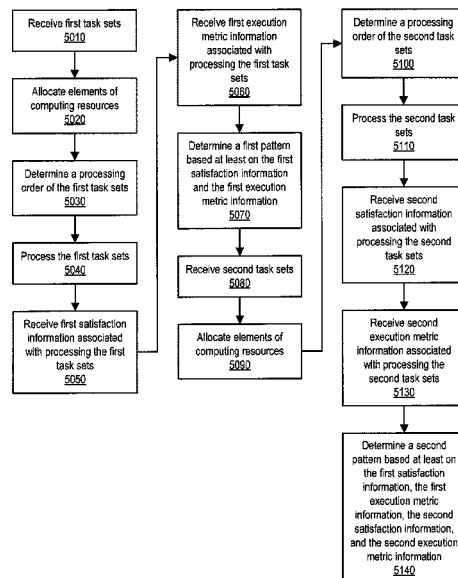 Receive first task sets
5010
Allocate elements of
computing resources
5020
Determine a processing
order of the first task sets
5030
Process the first task sets
5040
Receive first satisfaction
information associated
with processing the first
task sets
5050
Receive first execution
metric information
associated with
processing the first task
sets
5060
Determine a first pattern
based at least on the first
satisfaction information
and the first execution
metric information
5070
Receive second task sets
5080
Allocate elements of
computing resources
5090
Determine a processing
order of the second task
sets
5100
Process the second task
sets
5110
Receive second
satisfaction information
associated with
processing the second
task sets
5120
Receive second
execution metric
information associated
with processing the
second task sets
5130
Determine a second
pattern based at least on
the first satisfaction
information, the first
execution metric
information, the second
satisfaction information,
and the second execution
metric information
5140